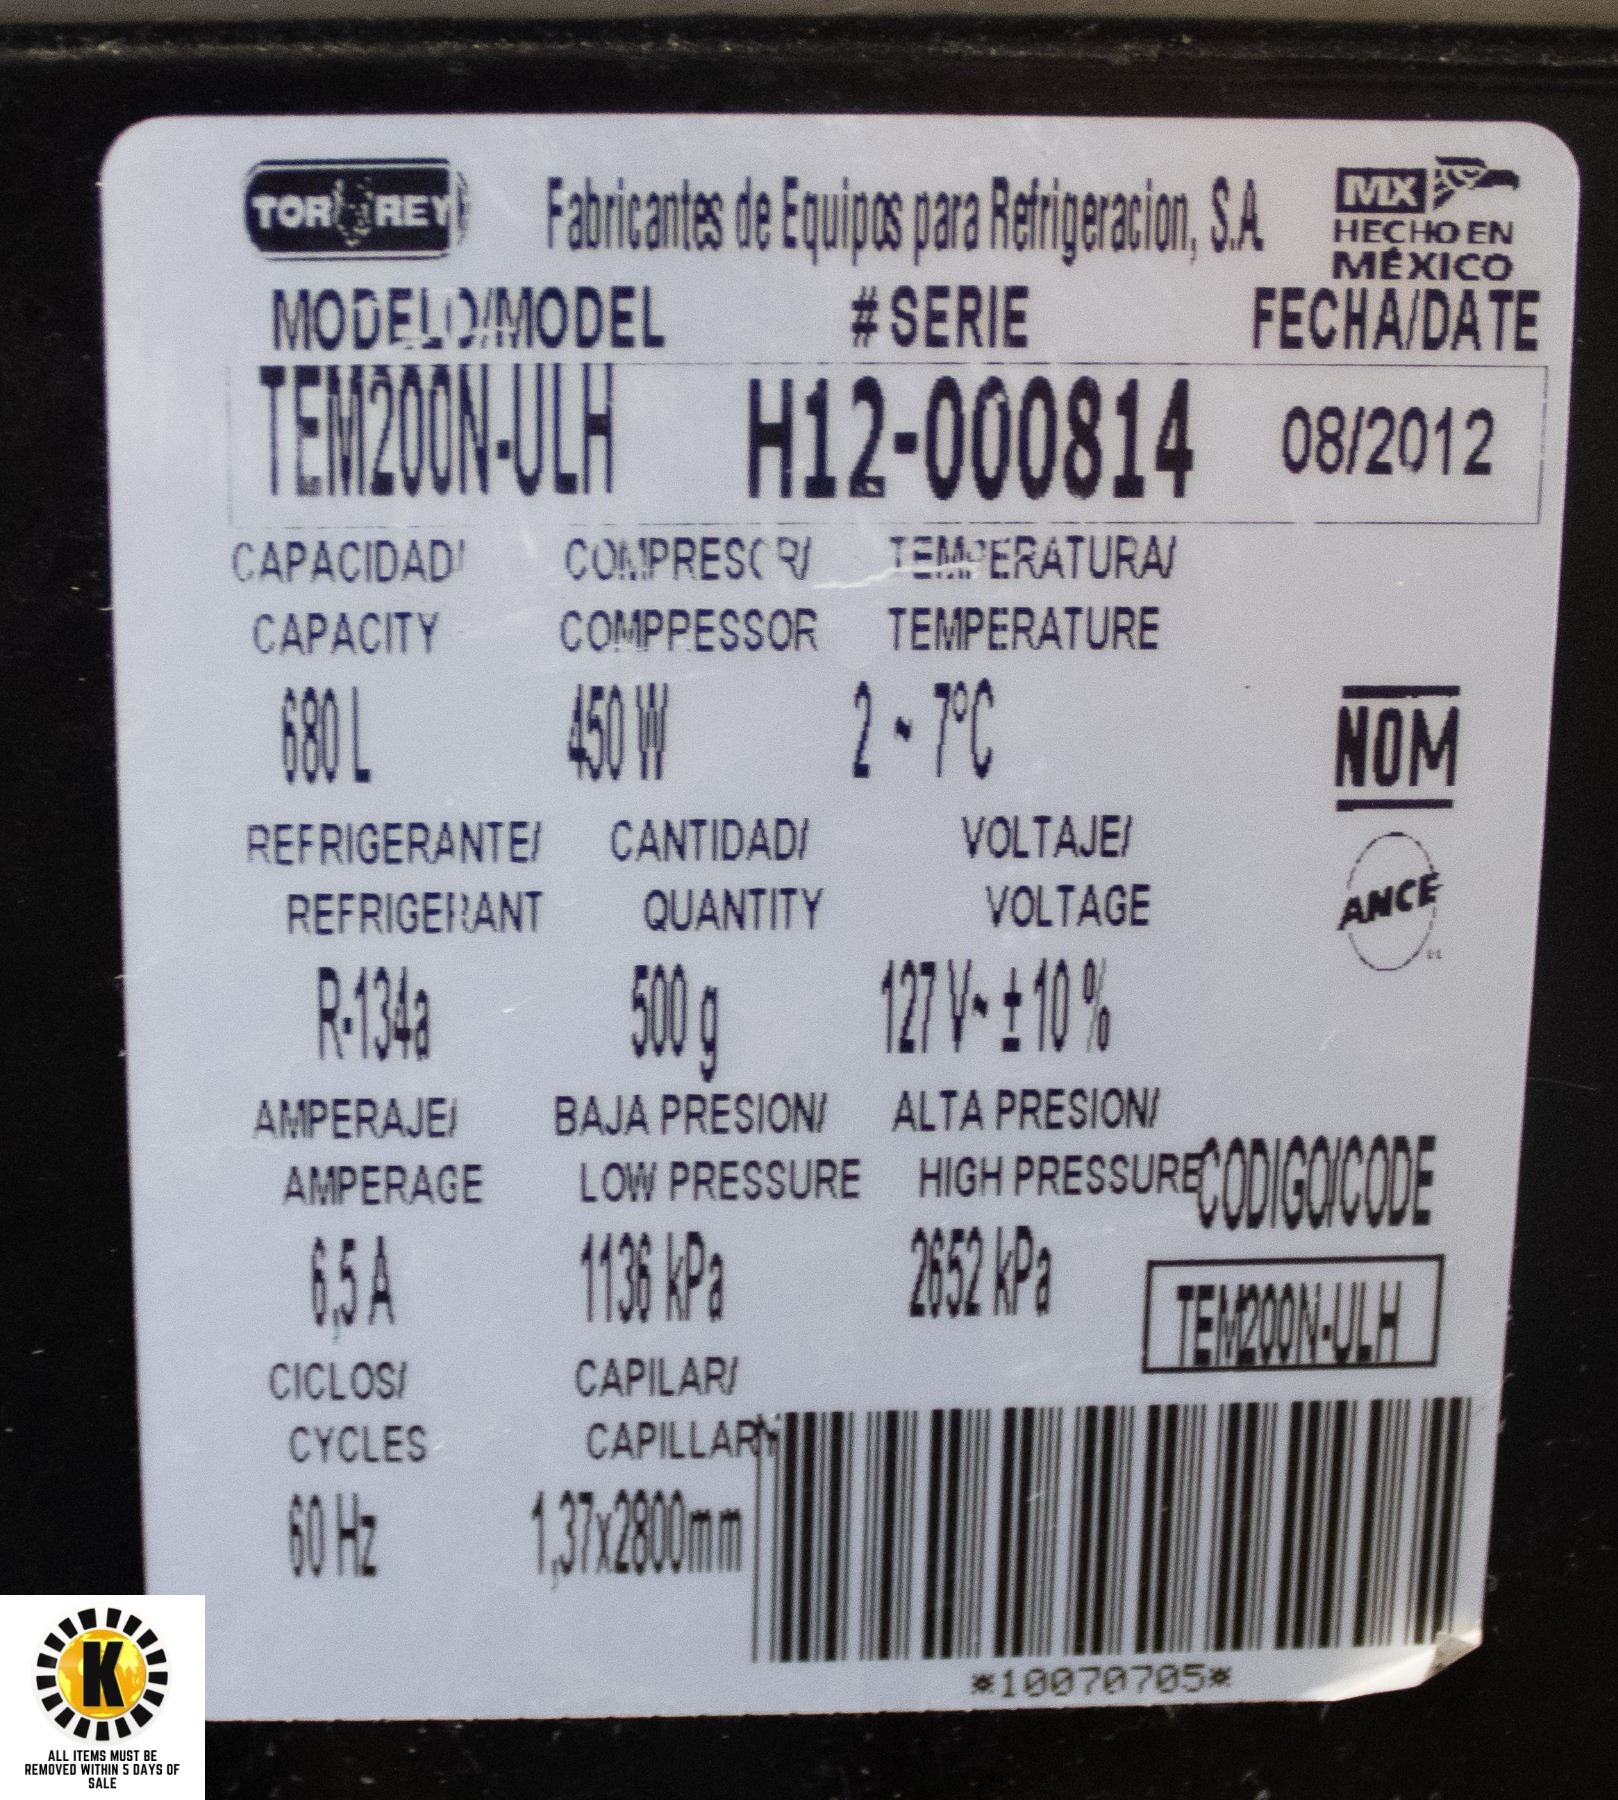 TOR REY Fabricantes de Equipos para Refrigeracion, S.A. MX
HECHO EN
MÉXICO
MODELO/MODEL # SERIE FECHA/DATE
TEM200N-ULH H12-000814 08/2012
CAPACIDAD/ COMPRESOR/ TEMPERATURA/
CAPACITY COMPRESSOR TEMPERATURE
680 L 450 W 2 ~ 7°C
NOM
REFRIGERANTE/ CANTIDAD/ VOLTAJE/
REFRIGERANT QUANTITY VOLTAGE
ANCE
R-134a 500 g 127 V~ ± 10 %
AMPERAJE/ BAJA PRESION/ ALTA PRESION/
AMPERAGE LOW PRESSURE HIGH PRESSURE CODIGO/CODE
6,5 A 1136 kPa 2652 kPa
TEM200N-ULH
CICLOS/ CAPILAR/
CYCLES CAPILLARY
60 Hz 1,37x2800mm
*10070705*
K
ALL ITEMS MUST BE
REMOVED WITHIN 5 DAYS OF
SALE